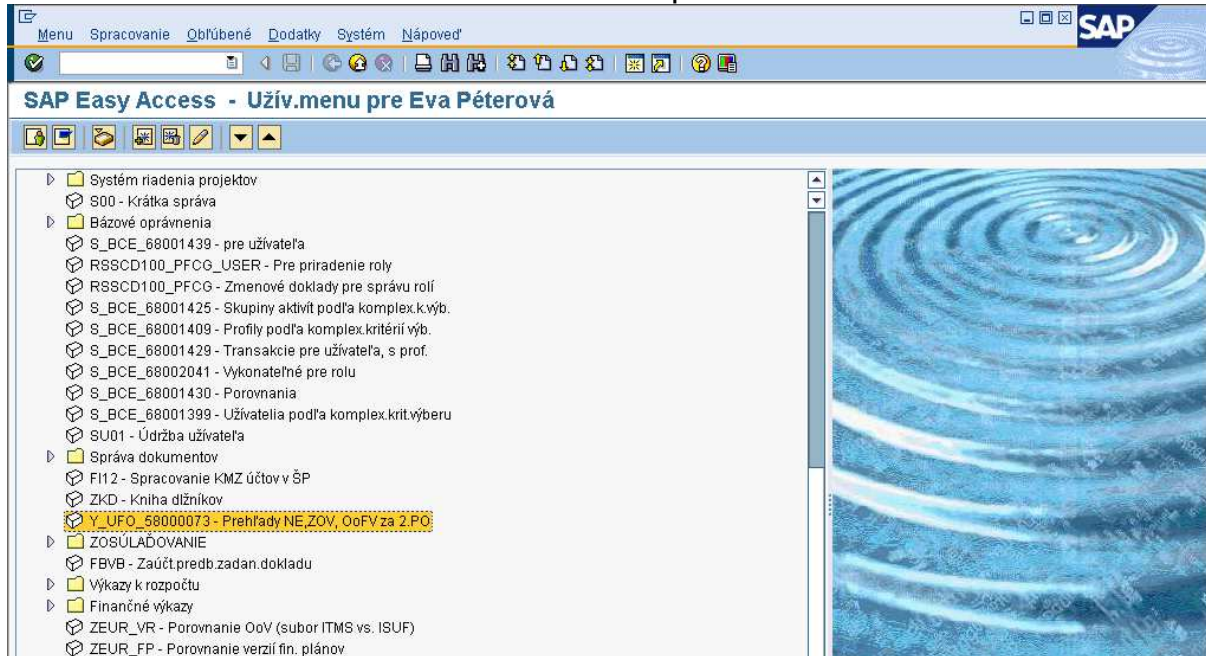 Menu Spracovanie Obľúbené Dodatky Systém Nápoveď
SAP
SAP Easy Access - Užív.menu pre Eva Péterová
Systém riadenia projektov
S00 - Krátka správa
Bázové oprávnenia
S_BCE_68001439 - pre užívateľa
RSSCD100_PFCG_USER - Pre priradenie roly
RSSCD100_PFCG - Zmenové doklady pre správu rolí
S_BCE_68001425 - Skupiny aktivít podľa komplex.k.výb.
S_BCE_68001409 - Profily podľa komplex.kritérií výb.
S_BCE_68001429 - Transakcie pre užívateľa, s prof.
S_BCE_68002041 - Vykonateľné pre rolu
S_BCE_68001430 - Porovnania
S_BCE_68001399 - Užívatelia podľa komplex.krit.výberu
SU01 - Údržba užívateľa
Správa dokumentov
FI12 - Spracovanie KMZ účtov v ŠP
ZKD - Kniha dlžníkov
Y_UFO_58000073 - Prehľady NE,ZOV, OoFV za 2.PO
ZOSÚLAĎOVANIE
FBVB - Zaúčt.predb.zadan.dokladu
Výkazy k rozpočtu
Finančné výkazy
ZEUR_VR - Porovnanie OoV (subor ITMS vs. ISUF)
ZEUR_FP - Porovnanie verzií fin. plánov